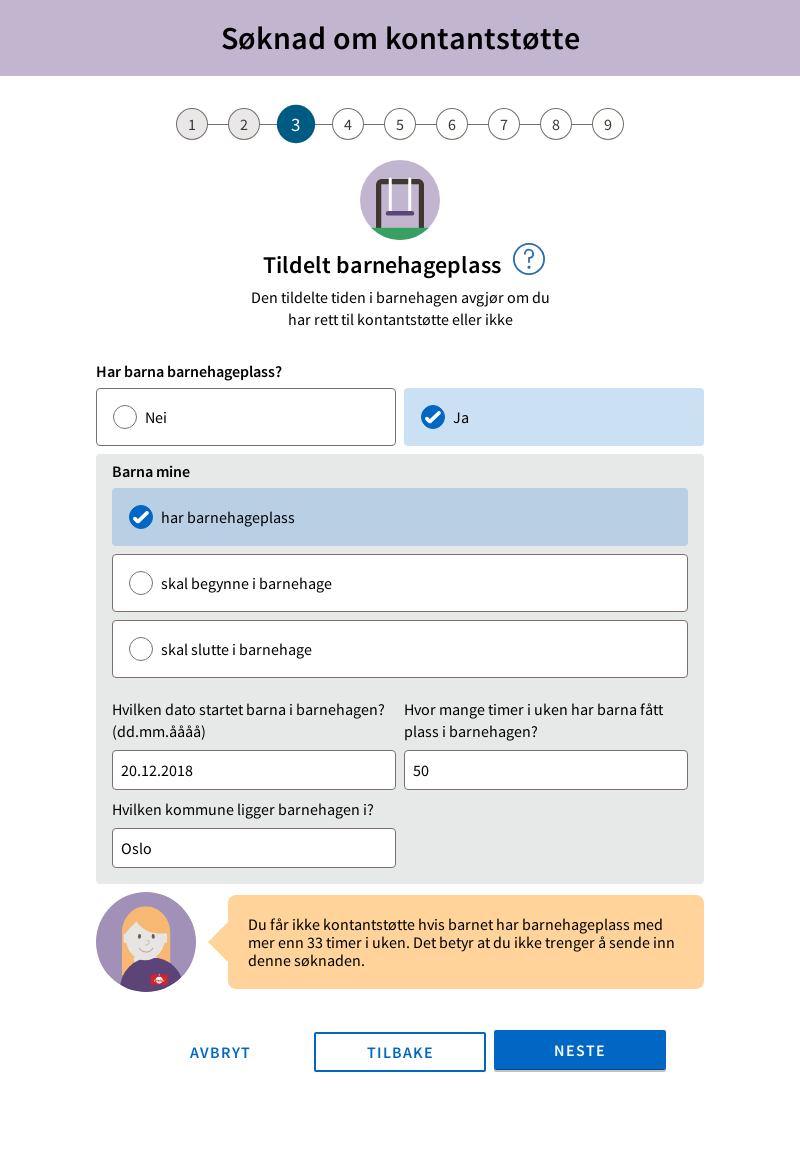 Søknad om kontantstøtte
1 2 3 4 5 6 7 8 9
Tildelt barnehageplass ?
Den tildelte tiden i barnehagen avgjør om du
har rett til kontantstøtte eller ikke
Har barna barnehageplass?
Nei
Ja
Barna mine
har barnehageplass
skal begynne i barnehage
skal slutte i barnehage
Hvilken dato startet barna i barnehagen?
(dd.mm.åååå)
20.12.2018
Hvor mange timer i uken har barna fått
plass i barnehagen?
50
Hvilken kommune ligger barnehagen i?
Oslo
Du får ikke kontantstøtte hvis barnet har barnehageplass med
mer enn 33 timer i uken. Det betyr at du ikke trenger å sende inn
denne søknaden.
AVBRYT
TILBAKE
NESTE